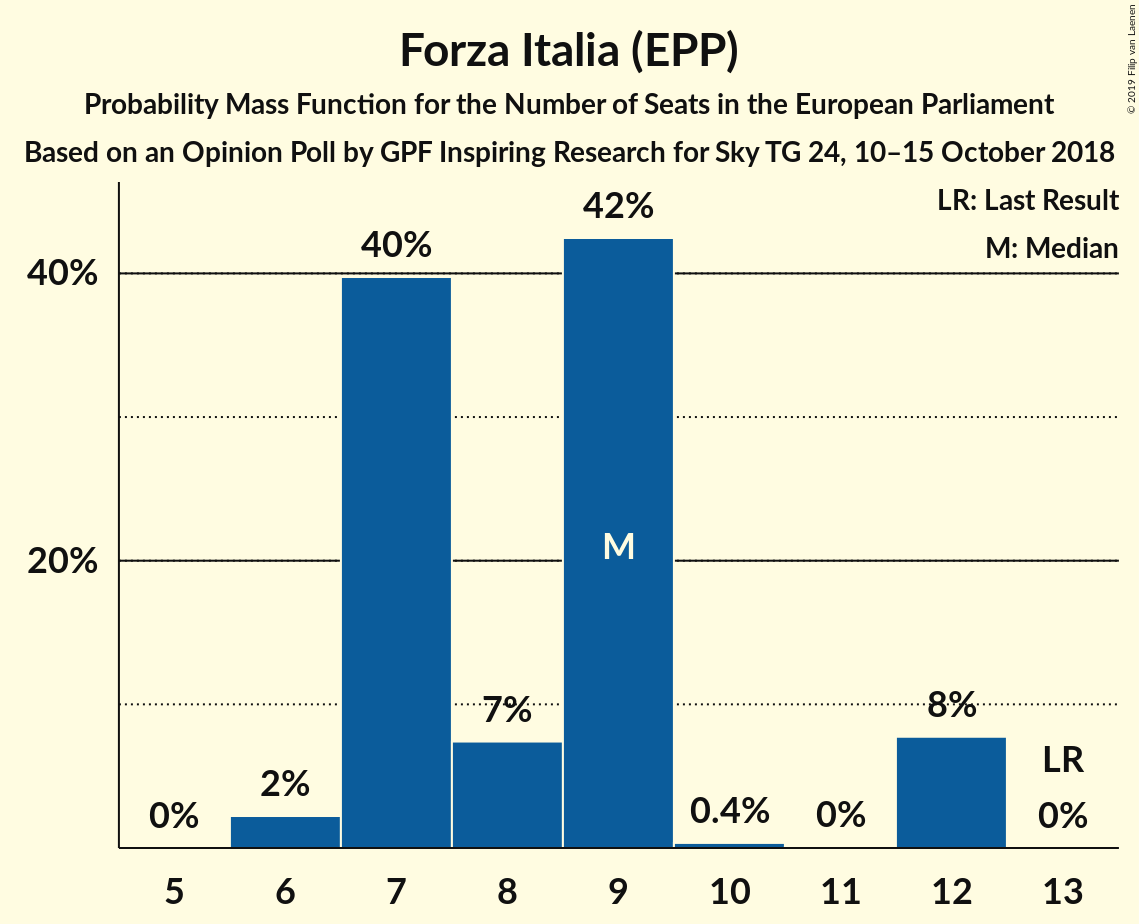 Forza Italia (EPP)
Probability Mass Function for the Number of Seats in the European Parliament
Based on an Opinion Poll by GPF Inspiring Research for Sky TG 24, 10–15 October 2018
© 2019 Filip van Laenen
LR: Last Result
M: Median
40%
20%
0%
2%
40%
7%
42%
M
0.4%
0%
8%
LR
0%
5 6 7 8 9 10 11 12 13